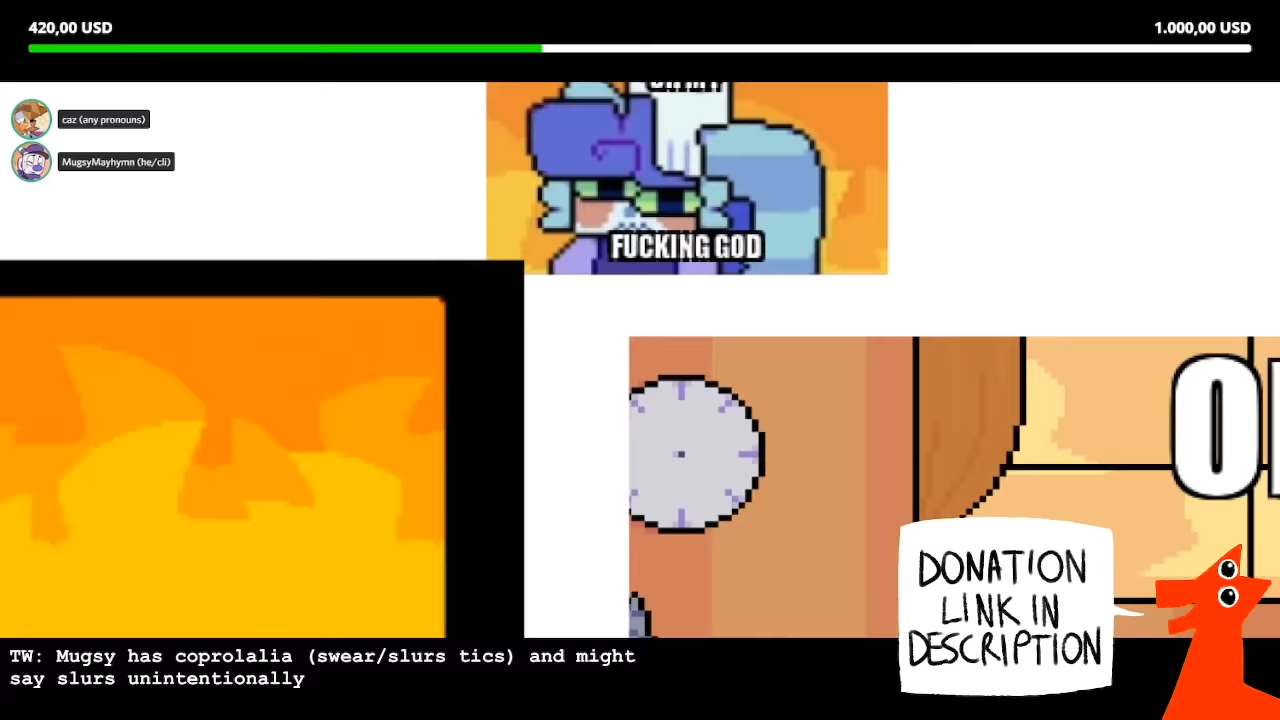 420,00 USD
1.000,00 USD
caz (any pronouns)
MugsyMayhymn (he/cli)
FUCKING GOD
DONATION
LINK IN
DESCRIPTION
TW: Mugsy has coprolalia (swear/slurs tics) and might
say slurs unintentionally